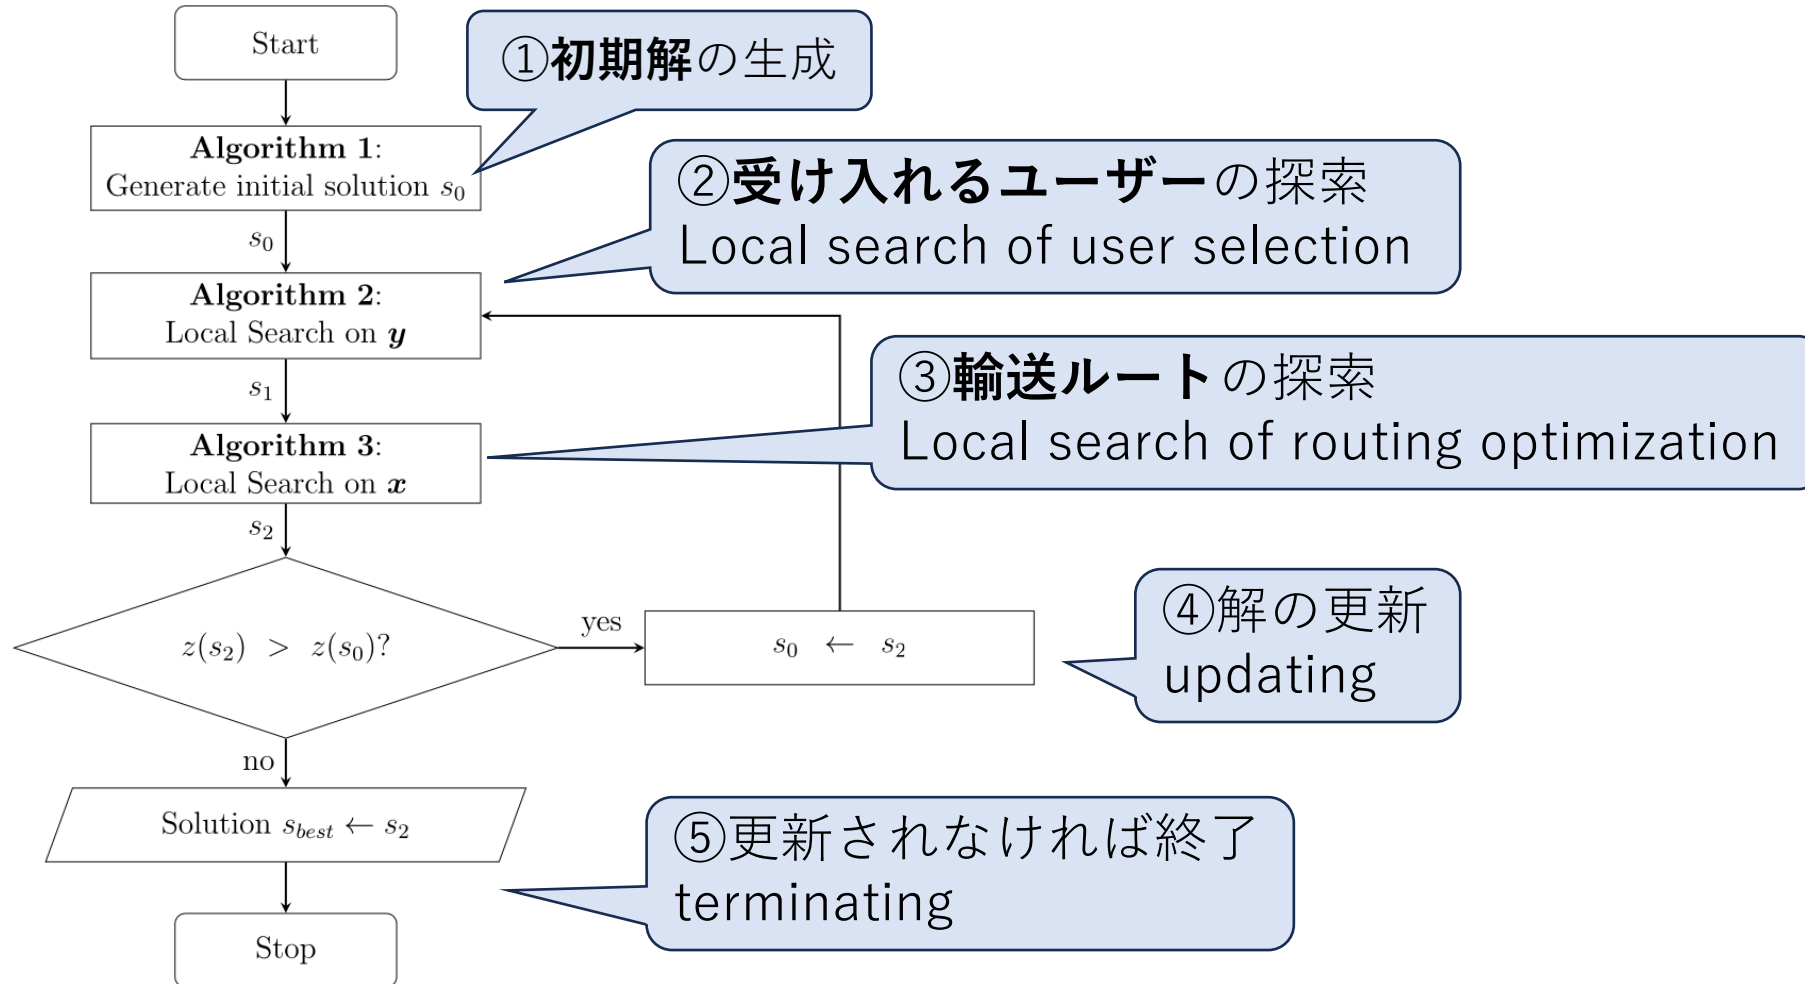 Start
①初期解の生成
Algorithm 1:
Generate initial solution s₀
②受け入れるユーザーの探索
Local search of user selection
s₀
Algorithm 2:
Local Search on y
③輸送ルートの探索
Local search of routing optimization
s₁
Algorithm 3:
Local Search on x
s₂
z(s₂) > z(s₀)?
yes
s₀ ← s₂
④解の更新
updating
no
Solution s_best ← s₂
⑤更新されなければ終了
terminating
Stop